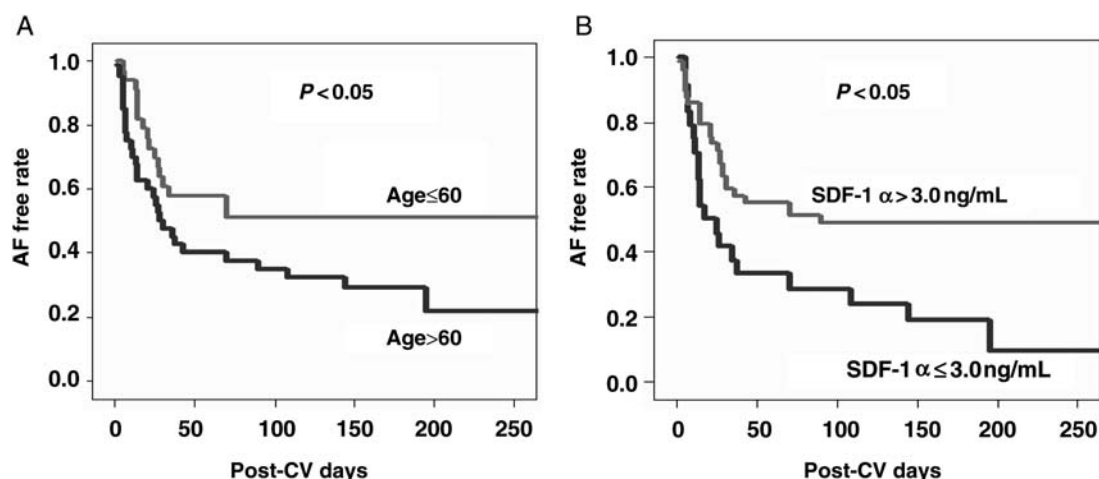 A
AF free rate
1.0
0.8
0.6
0.4
0.2
0.0
P < 0.05
Age≤60
Age>60
0 50 100 150 200 250
Post-CV days
B
AF free rate
1.0
0.8
0.6
0.4
0.2
0.0
P < 0.05
SDF-1 α > 3.0 ng/mL
SDF-1 α ≤ 3.0 ng/mL
0 50 100 150 200 250
Post-CV days